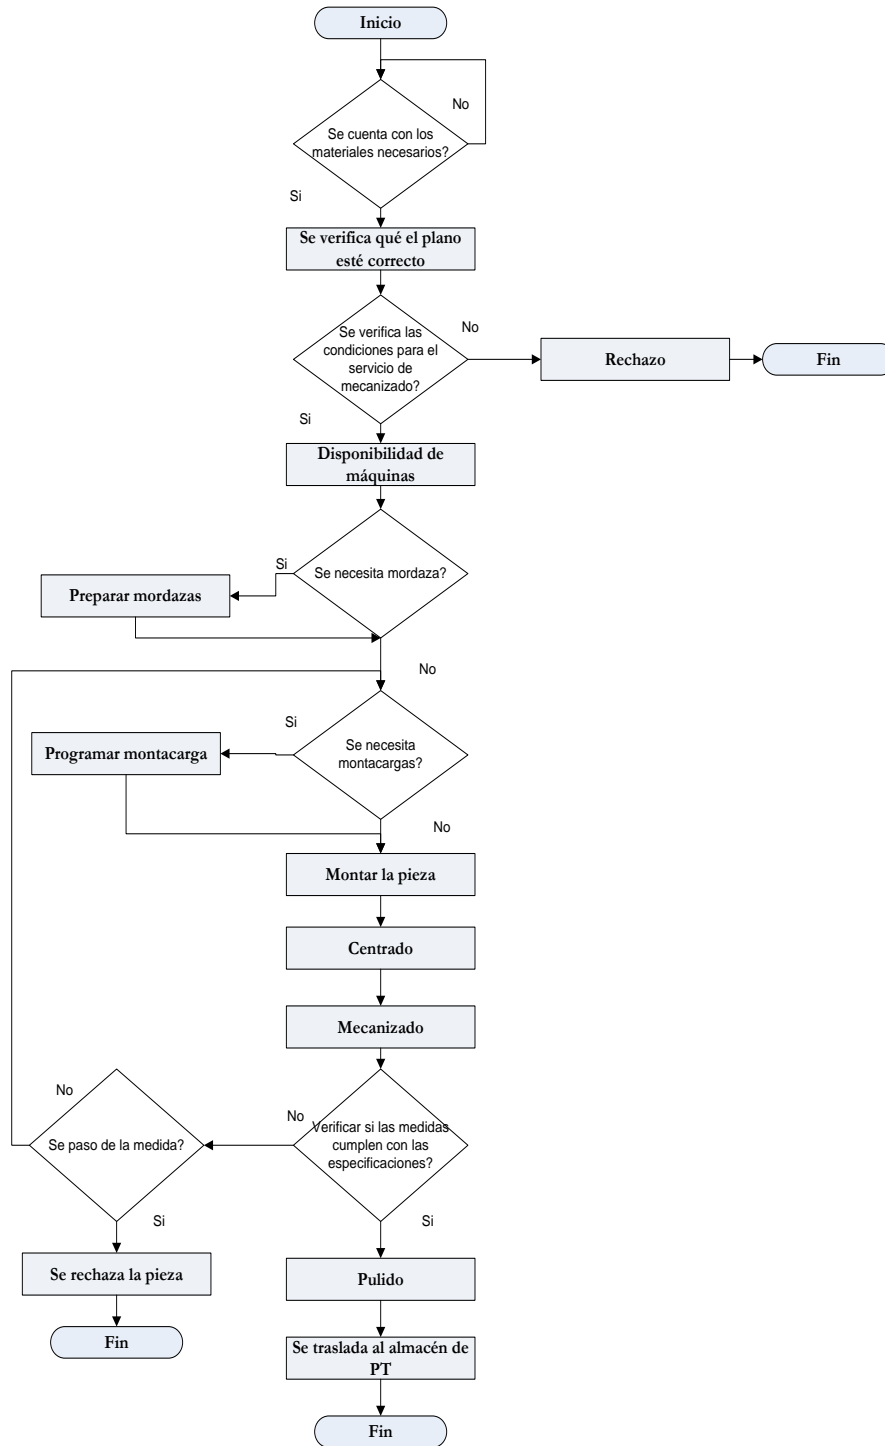 Inicio
No
Se cuenta con los
materiales necesarios?
Si
Se verifica qué el plano
esté correcto
No
Se verifica las
condiciones para el
servicio de
mecanizado?
Rechazo
Fin
Si
Disponibilidad de
máquinas
Si
Se necesita mordaza?
Preparar mordazas
No
Si
Se necesita
montacargas?
Programar montacarga
No
Montar la pieza
Centrado
Mecanizado
No
Se paso de la medida?
No
Verificar si las medidas
cumplen con las
especificaciones?
Si
Si
Se rechaza la pieza
Pulido
Fin
Se traslada al almacén de
PT
Fin